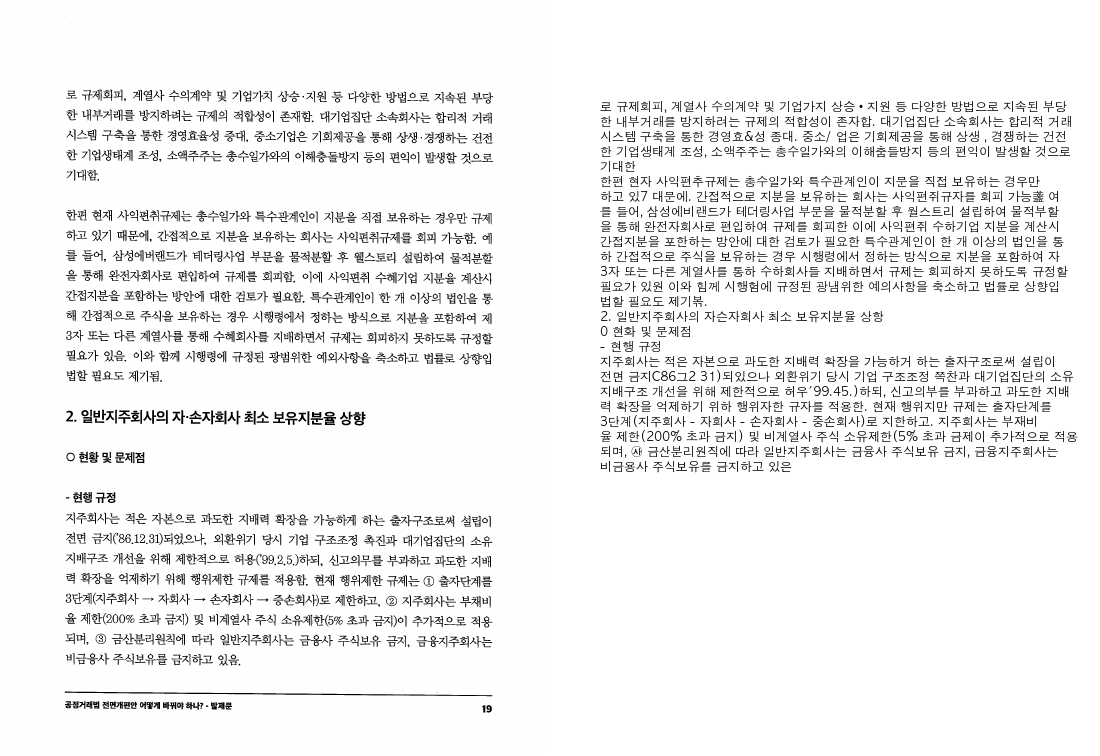 로 규제회피, 계열사 수의계약 및 기업가치 상승·지원 등 다양한 방법으로 지속된 부당
한 내부거래를 방지하려는 규제의 적합성이 존재함. 대기업집단 소속회사는 합리적 거래
시스템 구축을 통한 경영효율성 증대, 중소기업은 기회제공을 통해 상생·경쟁하는 건전
한 기업생태계 조성, 소액주주는 총수일가와의 이해충돌방지 등의 편익이 발생할 것으로
기대함.
한편 현재 사익편취규제는 총수일가와 특수관계인이 지분을 직접 보유하는 경우만 규제
하고 있기 때문에, 간접적으로 지분을 보유하는 회사는 사익편취규제를 회피 가능함. 예
를 들어, 삼성에버랜드가 테더링사업 부문을 물적분할 후 웰스토리 설립하여 물적분할
을 통해 완전자회사로 편입하여 규제를 회피함. 이에 사익편취 수혜기업 지분율 계산시
간접지분을 포함하는 방안에 대한 검토가 필요함. 특수관계인이 한 개 이상의 법인을 통
해 간접적으로 주식을 보유하는 경우 시행령에서 정하는 방식으로 지분을 포함하여 제
3자 또는 다른 계열사를 통해 수혜회사를 지배하면서 규제는 회피하지 못하도록 규정할
필요가 있음. 이와 함께 시행령에 규정된 광범위한 예외사항을 축소하고 법률로 상향입
법할 필요도 제기됨.
2. 일반지주회사의 자·손자회사 최소 보유지분율 상향
○ 현황 및 문제점
- 현행 규정
지주회사는 적은 자본으로 과도한 지배력 확장을 가능하게 하는 출자구조로써 설립이
전면 금지('86.12.31)되었으나, 외환위기 당시 기업 구조조정 촉진과 대기업집단의 소유
지배구조 개선을 위해 제한적으로 허용('99.2.5.)하되, 신고의무를 부과하고 과도한 지배
력 확장을 억제하기 위해 행위제한 규제를 적용함. 현재 행위제한 규제는 ① 출자단계를
3단계(지주회사 → 자회사 → 손자회사 → 중손회사)로 제한하고, ② 지주회사는 부채비
율 제한(200% 초과 금지) 및 비계열사 주식 소유제한(5% 초과 금지)이 추가적으로 적용
되며, ③ 금산분리원칙에 따라 일반지주회사는 금융사 주식보유 금지, 금융지주회사는
비금융사 주식보유를 금지하고 있음.
공정거래법 전면개편안 어떻게 바꿔야 하나? - 발제문
19
로 규제회피, 계열사 수의계약 및 기업가지 상승 • 지원 등 다양한 방법으로 지속된 부당
한 내부거래를 방지하려는 규제의 적합성이 존자합. 대기업집단 소속회사는 합리적 거래
시스템 구축을 통한 경영효&성 종대. 중소/ 업은 기회제공을 통해 상생 , 경쟁하는 건전
한 기업생태계 조성, 소액주주는 총수일가와의 이해춤들방지 등의 편익이 발생할 것으로
기대한
한편 현자 사익편추규제는 총수일가와 특수관계인이 지문을 직접 보유하는 경우만
하고 있7 대문에. 간접적으로 지분을 보유하는 회사는 사익편취규자를 회피 가능盞 여
를 들어, 삼성에비랜드가 테더링사업 부문을 물적분할 후 월스트리 설립하여 물적부할
을 통해 완전자회사로 편입하여 규제를 회피한 이에 사익편쥐 수하기업 지분을 계산시
간접지분을 포한하는 방안에 대한 검토가 필요한 특수관계인이 한 개 이상의 법인을 통
하 간접적으로 주식을 보유하는 경우 시행령에서 정하는 방식으로 지분을 포함하여 자
3자 또는 다른 계열사를 통하 수하회사들 지배하면서 규제는 회피하지 못하도록 규정할
필요가 있원 이와 힘께 시행험에 규정된 광냄위한 예의사항을 축소하고 법률로 상향입
법할 필요도 제기볶.
2. 일반지주회사의 자슨자회사 최소 보유지분율 상항
0 현화 및 문제점
- 현행 규정
지주회사는 적은 자본으로 과도한 지배력 확장을 가능하거 하는 출자구조로써 설립이
전면 금지C86그2 31)되있으나 외환위기 당시 기업 구조조정 쪽찬과 대기업집단의 소유
지배구조 개선을 위해 제한적으로 허우´99.45.)하되, 신고의부를 부과하고 과도한 지배
력 확장을 억제하기 위하 행위자한 규자를 적용한. 현재 행위지만 규제는 출자단계를
3단계(지주회사 - 자회사 - 손자회사 - 중손회사)로 지한하고. 지주회사는 부재비
율 제한(200% 초과 금지) 및 비계열사 주식 소유제한(5% 초과 금제이 추가적으로 적용
되며, ㈔ 금산분리원직에 따라 일반지주회사는 금융사 주식보유 금지, 금융지주회사는
비금용사 주식보유를 금지하고 있은